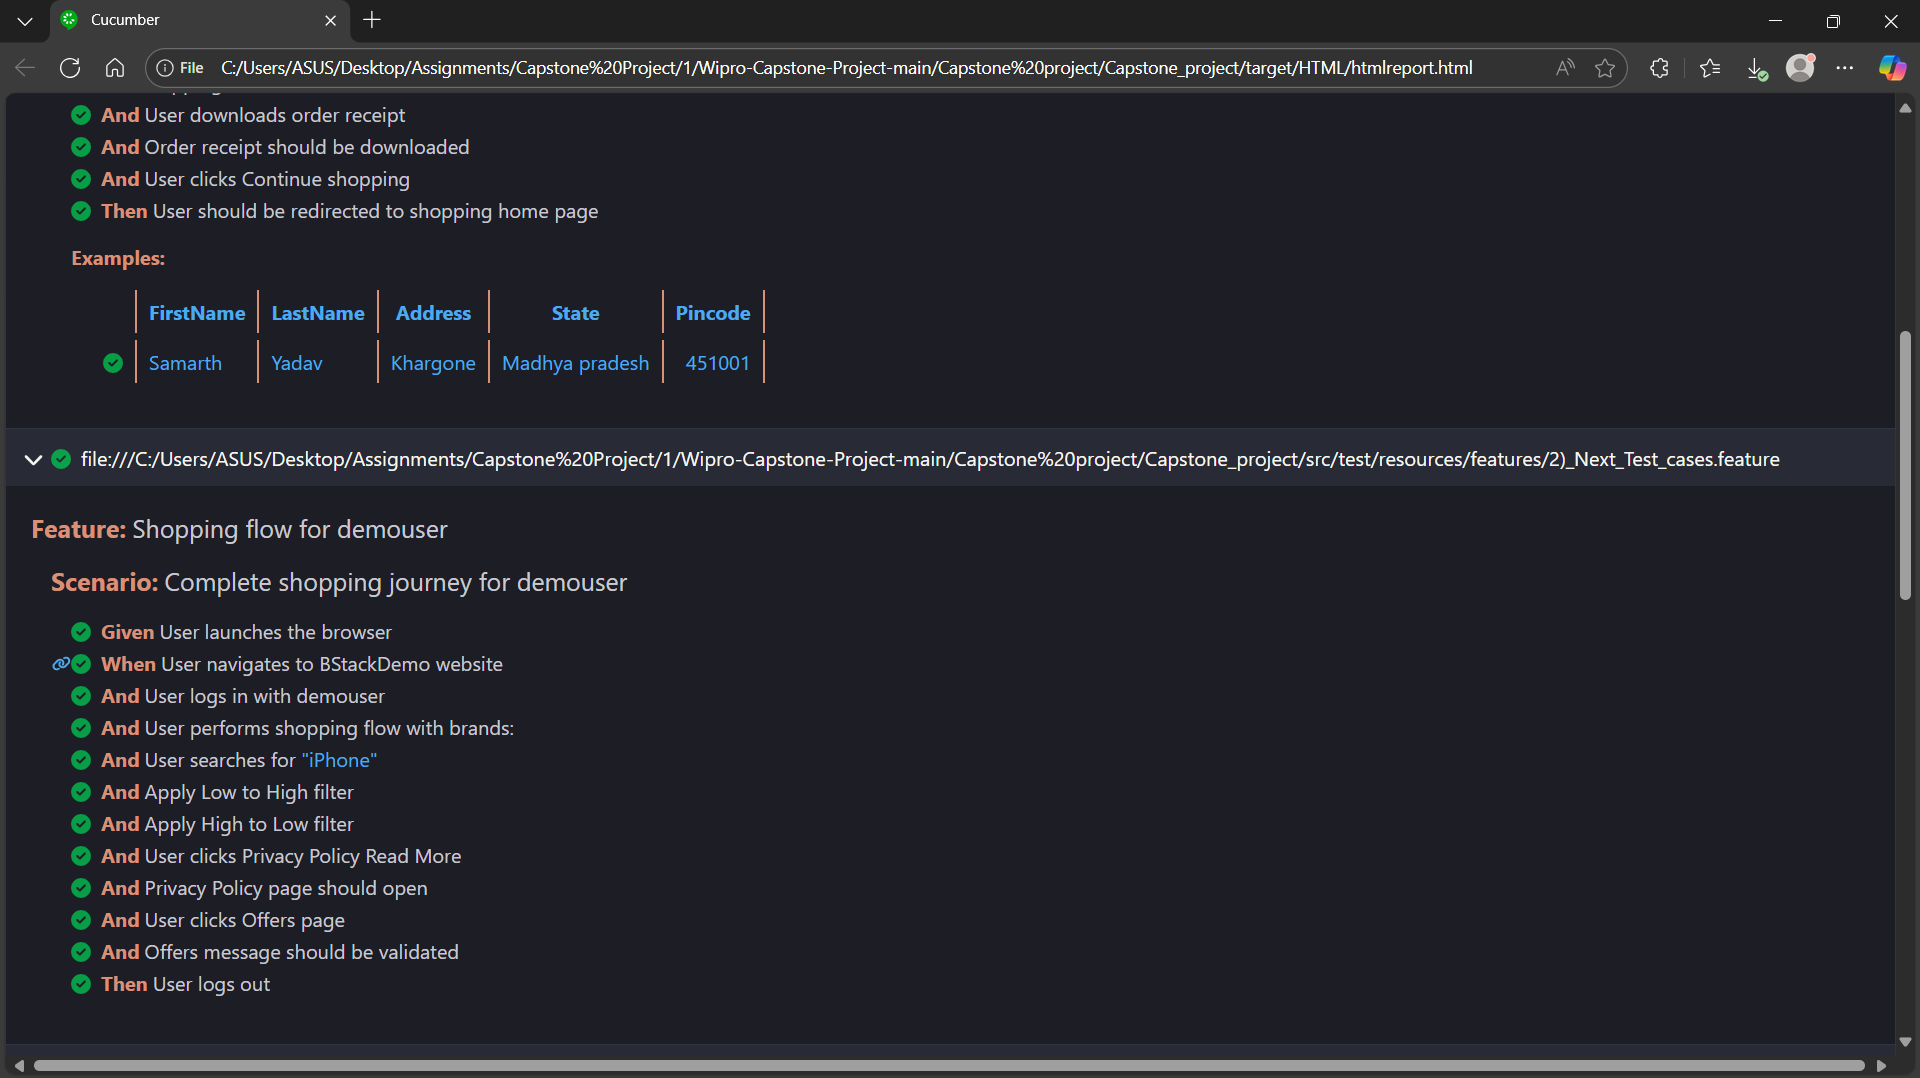 Cucumber
File C:/Users/ASUS/Desktop/Assignments/Capstone%20Project/1/Wipro-Capstone-Project-main/Capstone%20project/Capstone_project/target/HTML/htmlreport.html
And User downloads order receipt
And Order receipt should be downloaded
And User clicks Continue shopping
Then User should be redirected to shopping home page
Examples:
FirstName LastName Address State Pincode
Samarth Yadav Khargone Madhya pradesh 451001
file:///C:/Users/ASUS/Desktop/Assignments/Capstone%20Project/1/Wipro-Capstone-Project-main/Capstone%20project/Capstone_project/src/test/resources/features/2)_Next_Test_cases.feature
Feature: Shopping flow for demouser
Scenario: Complete shopping journey for demouser
Given User launches the browser
When User navigates to BStackDemo website
And User logs in with demouser
And User performs shopping flow with brands:
And User searches for "iPhone"
And Apply Low to High filter
And Apply High to Low filter
And User clicks Privacy Policy Read More
And Privacy Policy page should open
And User clicks Offers page
And Offers message should be validated
Then User logs out